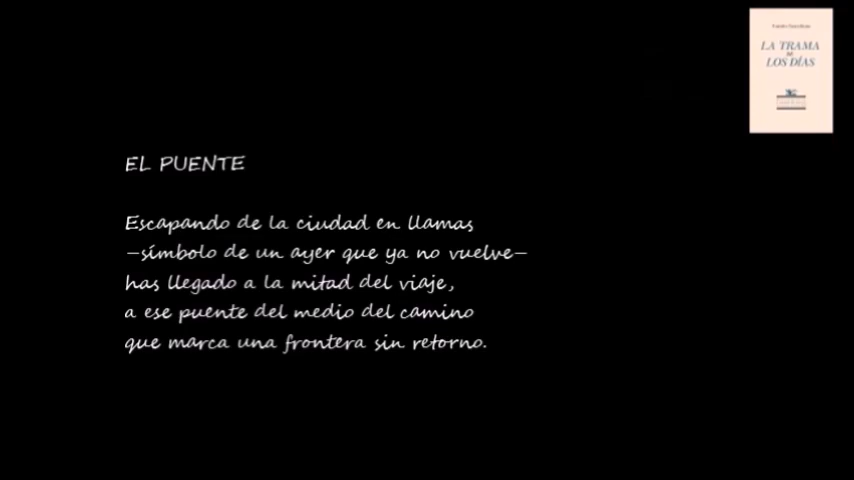 LA TRAMA
DE
LOS DÍAS
EL PUENTE
Escapando de la ciudad en llamas
—símbolo de un ayer que ya no vuelve—
has llegado a la mitad del viaje,
a ese puente del medio del camino
que marca una frontera sin retorno.